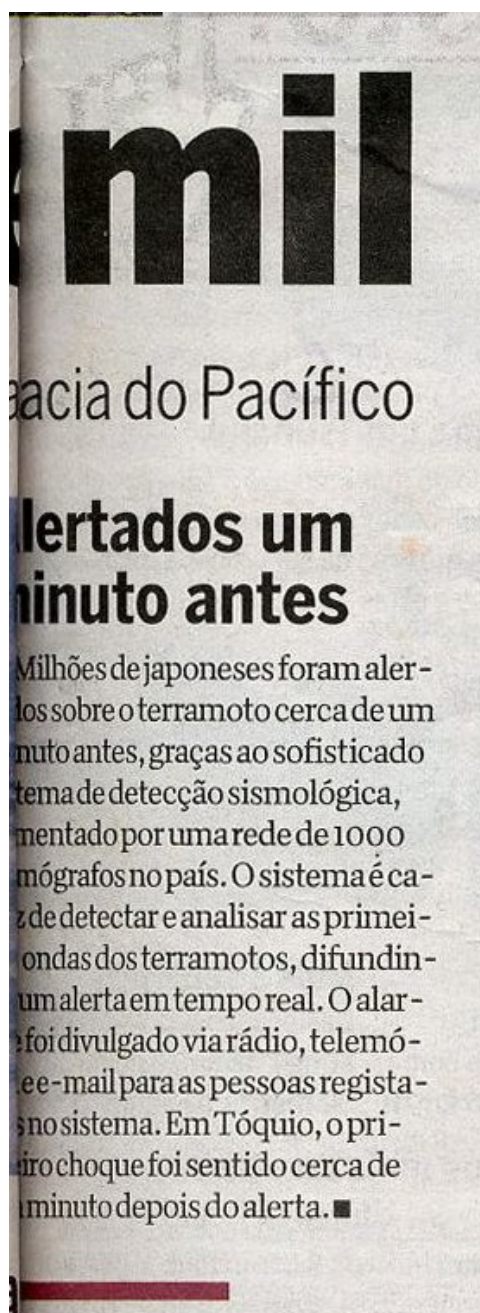 mil
acia do Pacífico
lertados um
inuto antes
Milhões de japoneses foram aler-
dos sobre o terramoto cerca de um
nuto antes, graças ao sofisticado
tema de detecção sismológica,
mentado por uma rede de 1000
mógrafos no país. O sistema é ca-
z de detectar e analisar as primei-
ondas dos terramotos, difundin-
um alerta em tempo real. O alar-
e foi divulgado via rádio, telemó-
e e-mail para as pessoas regista-
s no sistema. Em Tóquio, o pri-
iro choque foi sentido cerca de
minuto depois do alerta.■